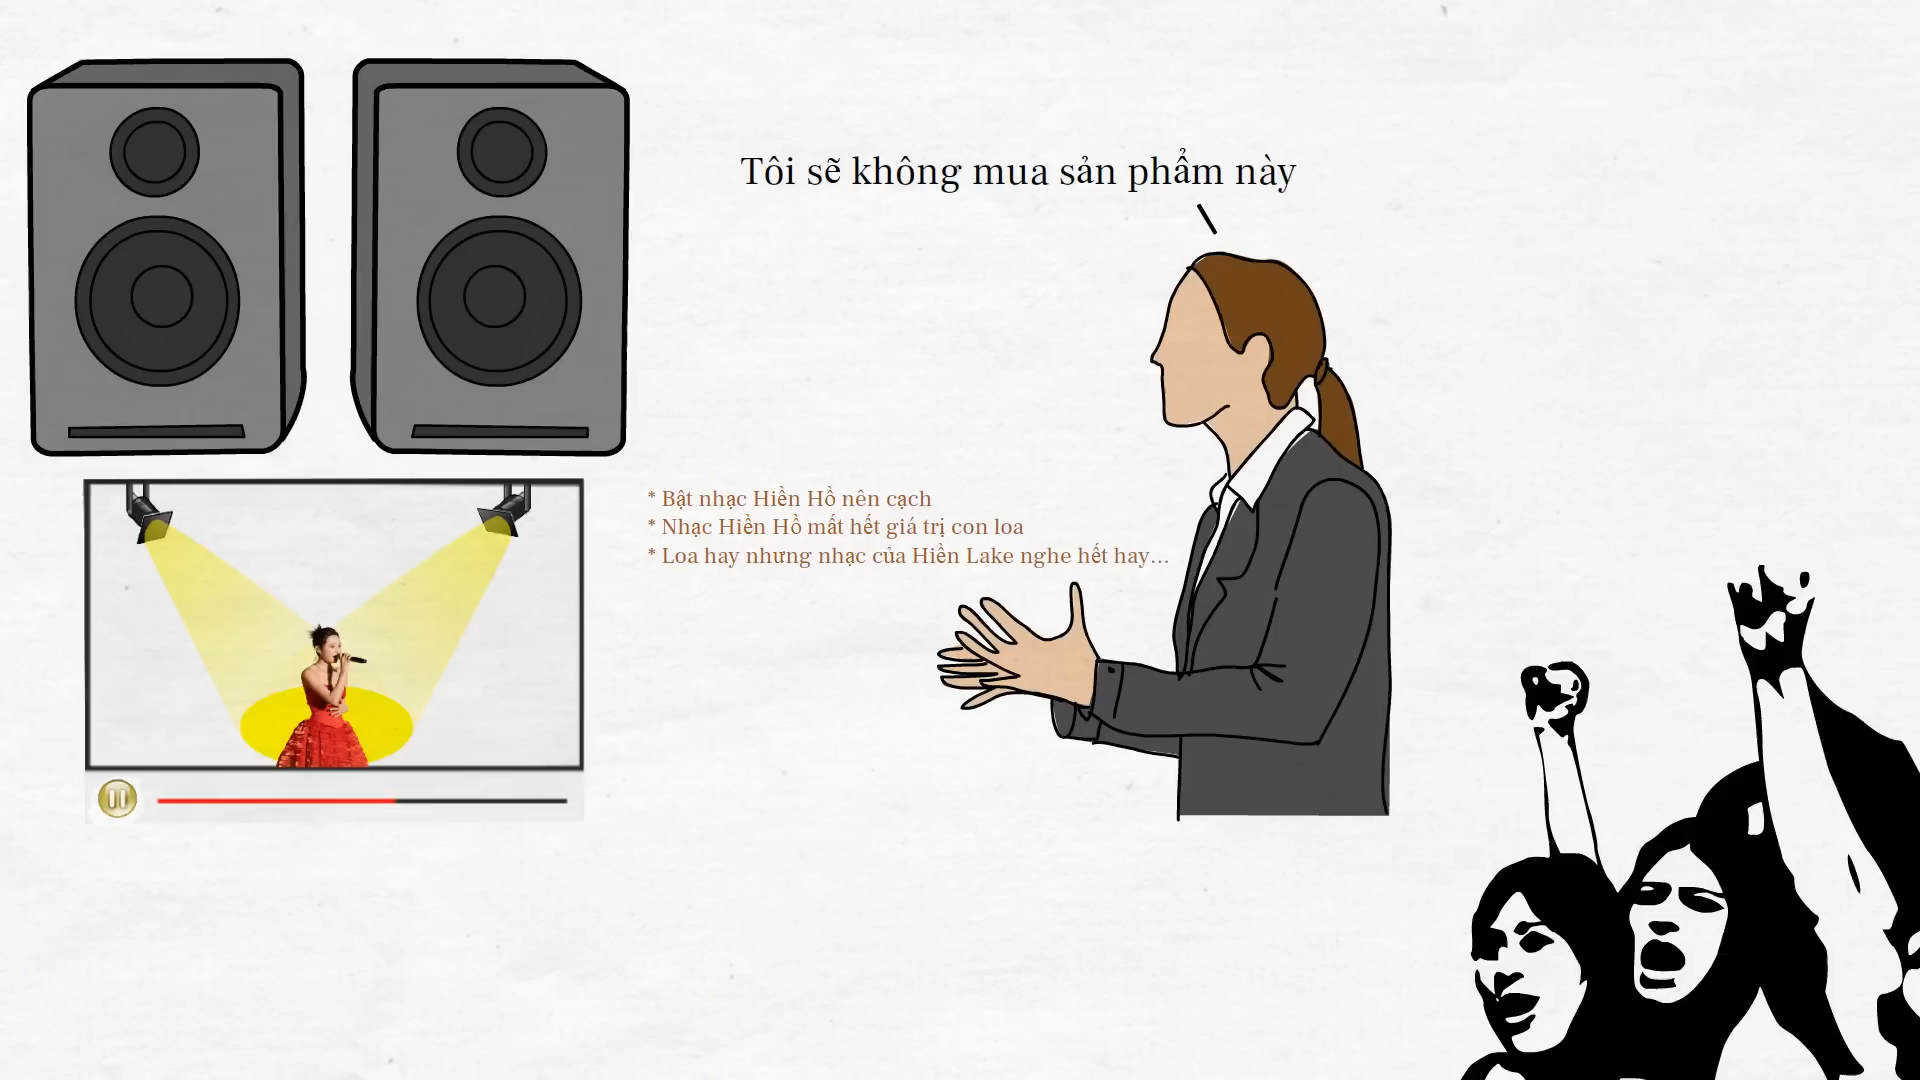 Tôi sẽ không mua sản phẩm này
* Bật nhạc Hiền Hồ nên cạch
* Nhạc Hiền Hồ mất hết giá trị con loa
* Loa hay nhưng nhạc của Hiền Lake nghe hết hay...